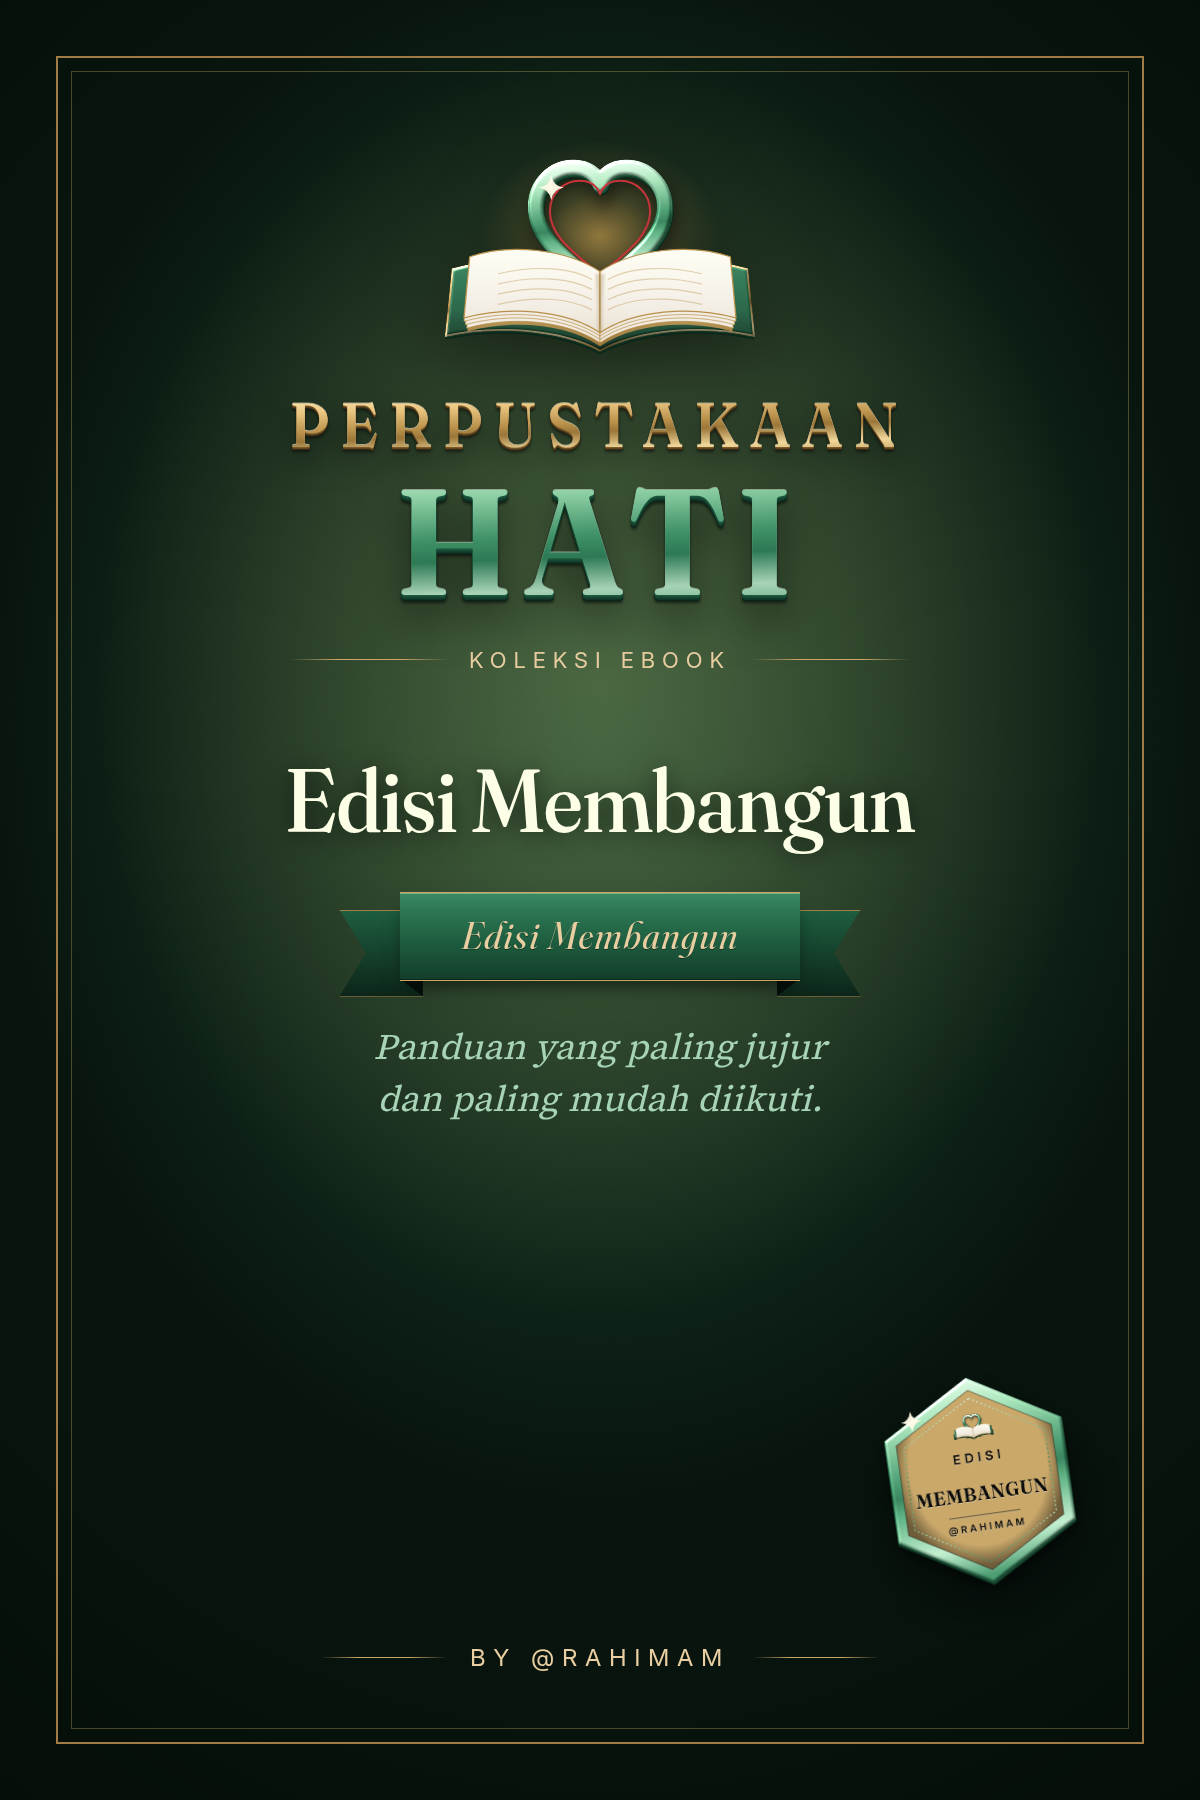 PERPUSTAKAAN
HATI
KOLEKSI EBOOK
Edisi Membangun
Edisi Membangun
Panduan yang paling jujur
dan paling mudah diikuti.
EDISI
MEMBANGUN
@RAHIMAM
BY @RAHIMAM